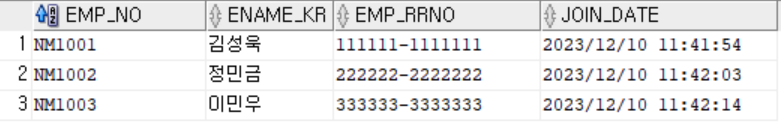 EMP_NO ENAME_KR EMP_RRNO JOIN_DATE
1 NM1001 김성욱 111111-1111111 2023/12/10 11:41:54
2 NM1002 정민금 222222-2222222 2023/12/10 11:42:03
3 NM1003 이민우 333333-3333333 2023/12/10 11:42:14